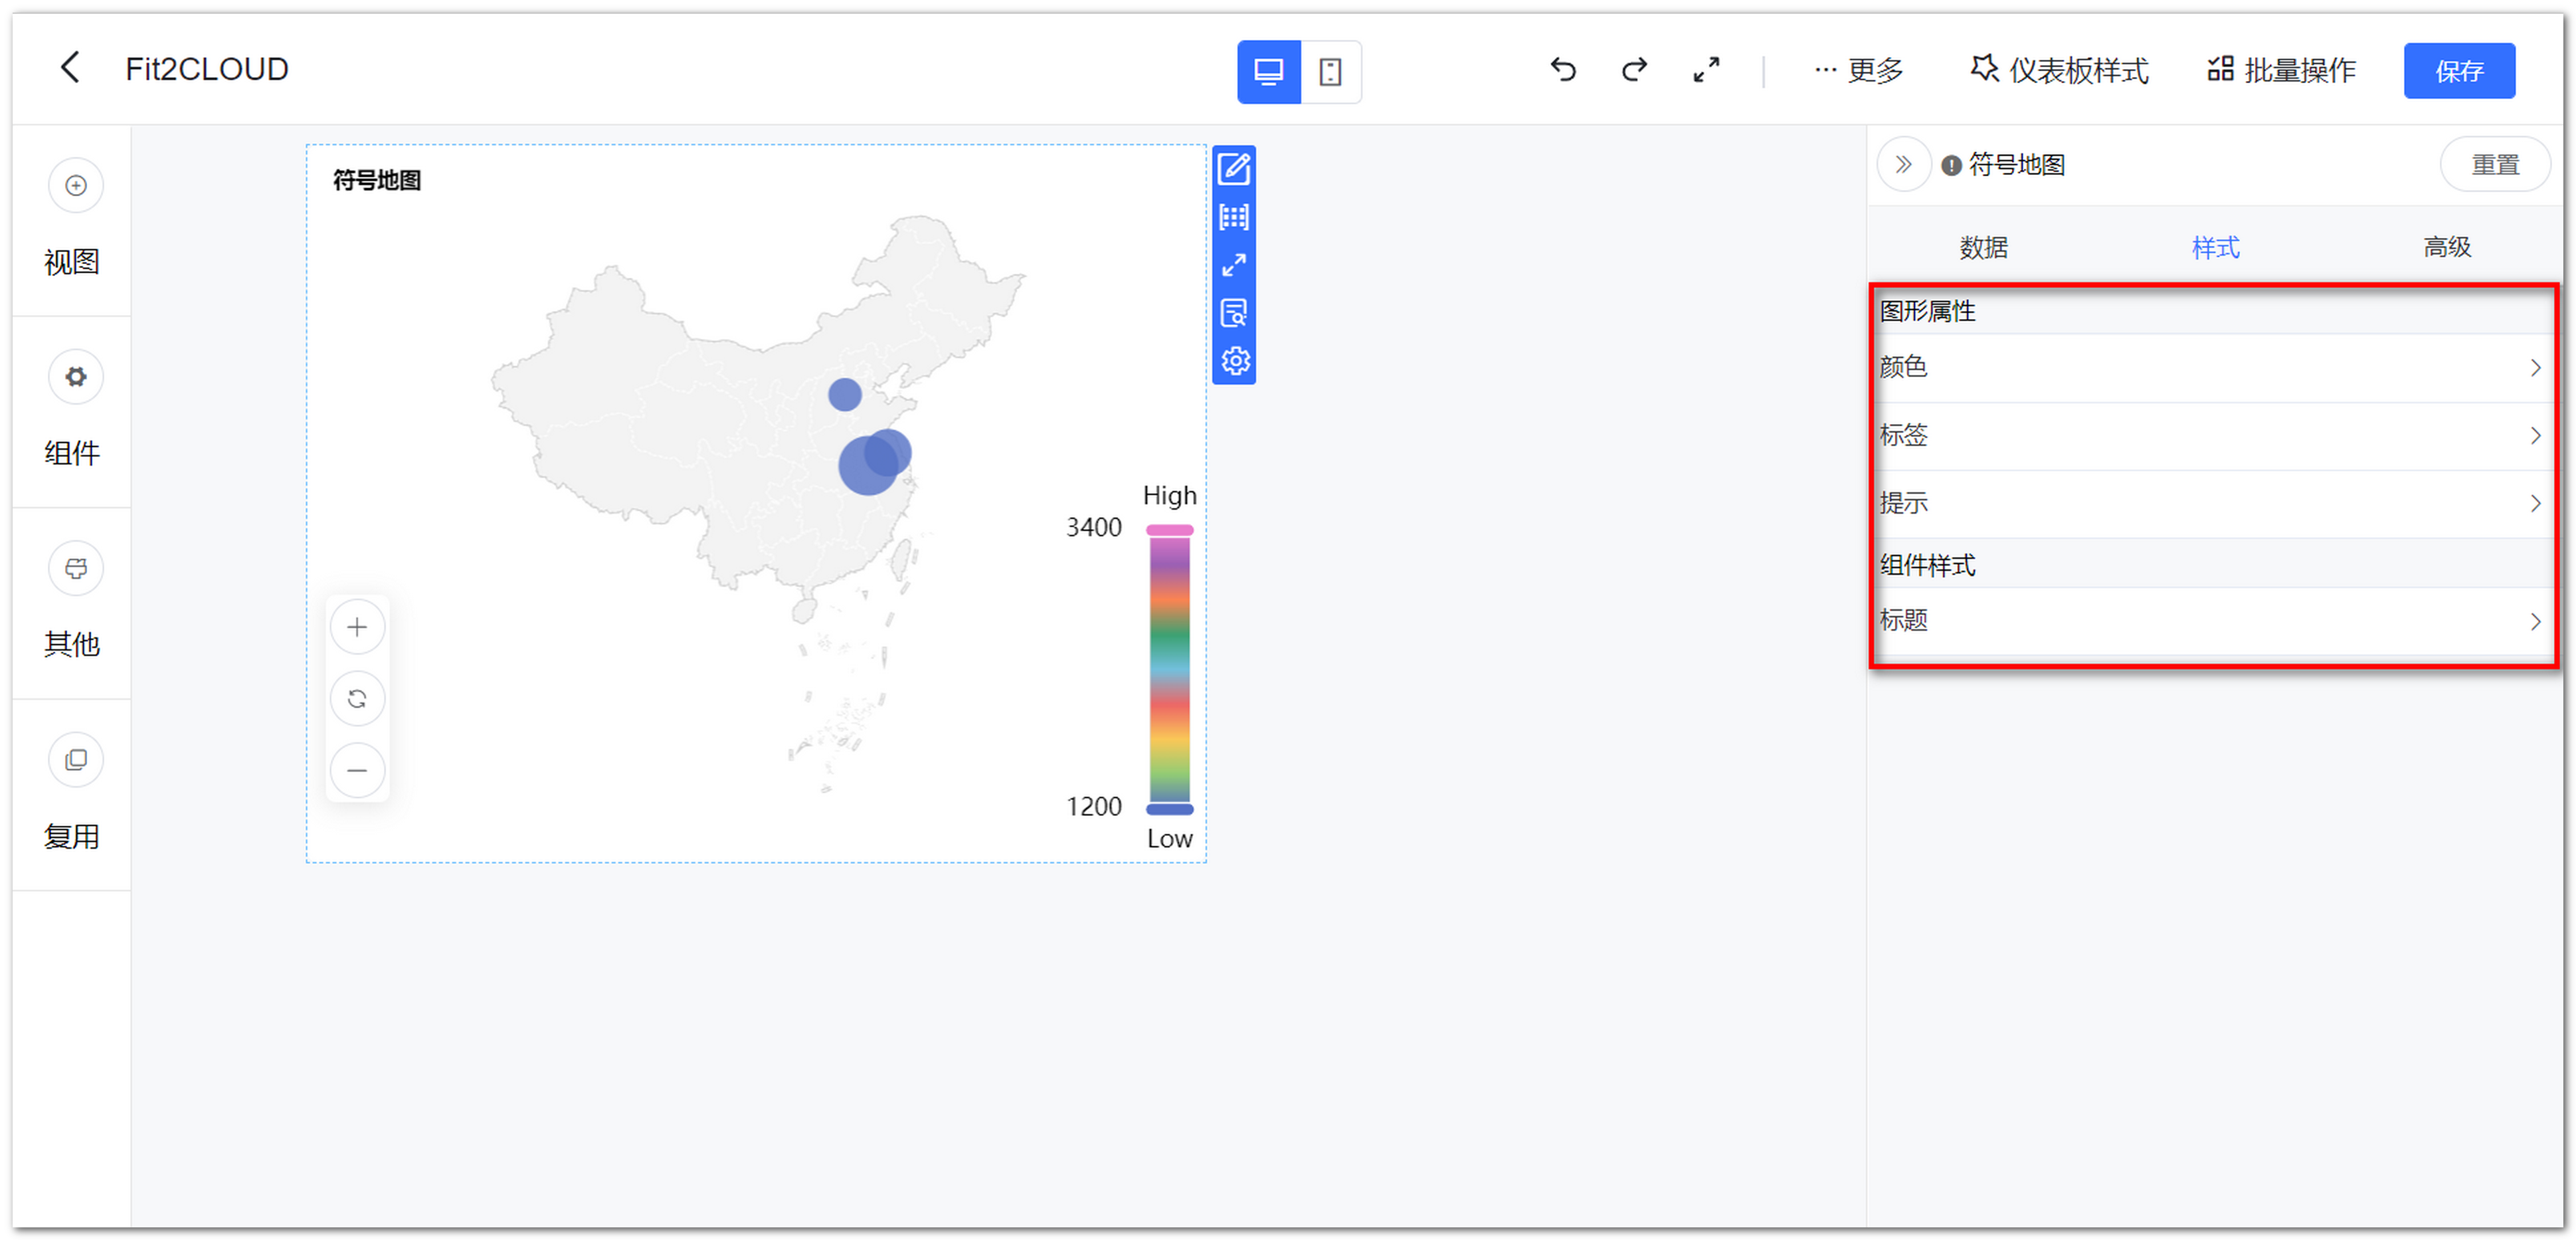 Fit2CLOUD
更多
仪表板样式
批量操作
保存
视图
组件
其他
复用
符号地图
High
3400
1200
Low
符号地图
重置
数据
样式
高级
图形属性
颜色
标签
提示
组件样式
标题